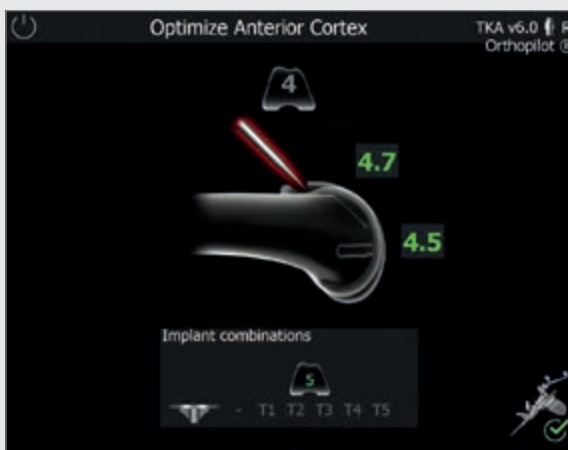 Optimize Anterior Cortex
TKA v6.0 R
Orthopilot ®
4
4.7
4.5
Implant combinations
5
- T1 T2 T3 T4 T5